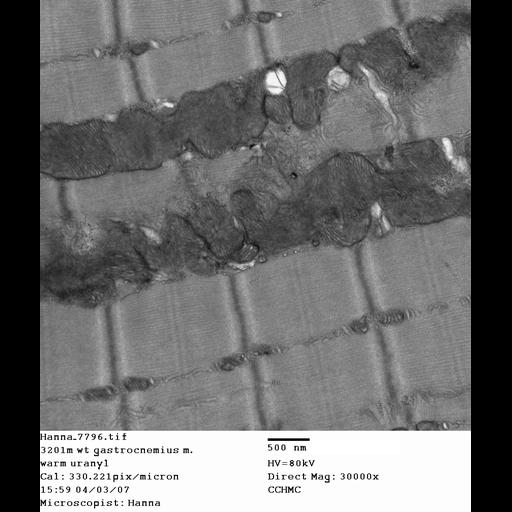 Hanna_7796.tif
3201m wt gastrocnemius m.
warm uranyl
Cal: 330.221pix/micron
15:59 04/03/07
Microscopist: Hanna
500 nm
HV=80kV
Direct Mag: 30000x
CCHMC